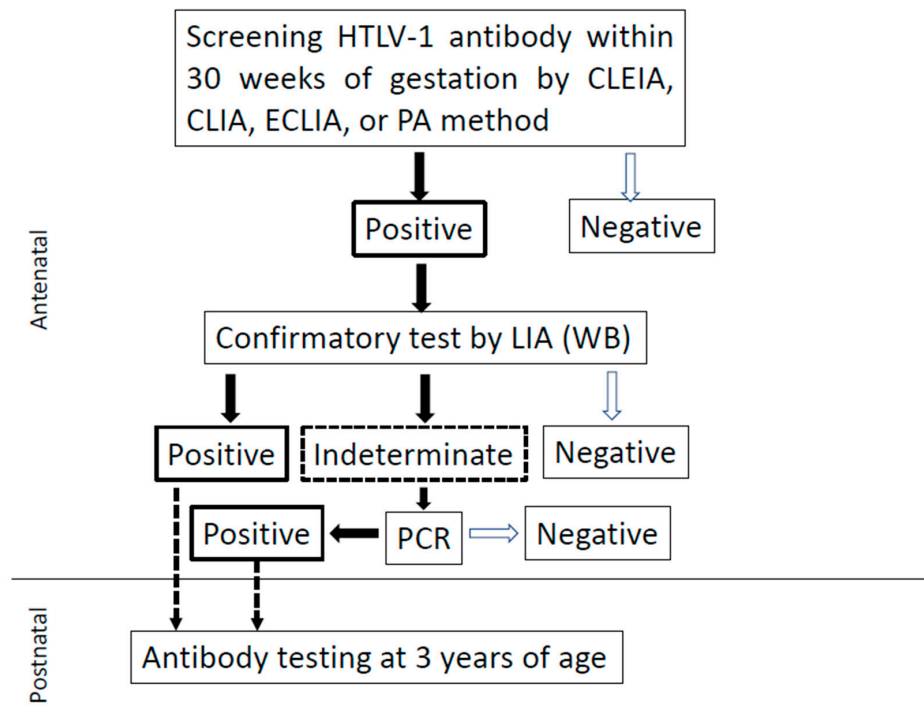 Screening HTLV-1 antibody within
30 weeks of gestation by CLEIA,
CLIA, ECLIA, or PA method
Positive
Negative
Antenatal
Confirmatory test by LIA (WB)
Positive
Indeterminate
Negative
Positive
PCR
Negative
Postnatal
Antibody testing at 3 years of age